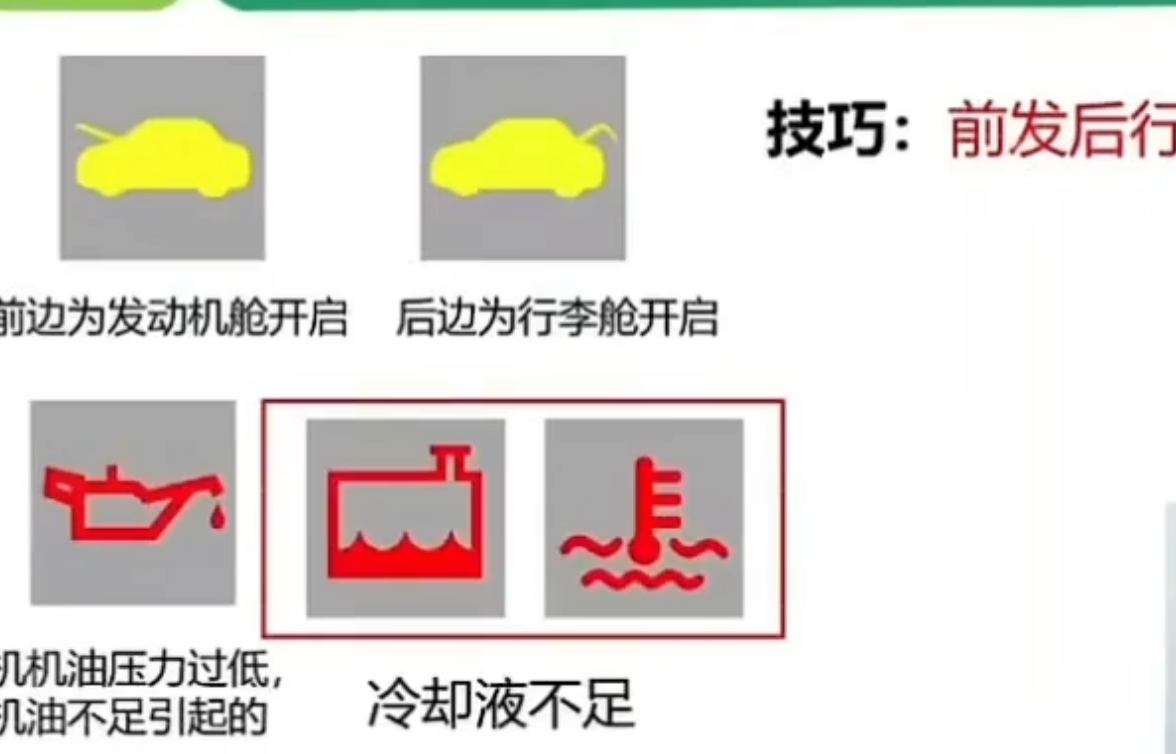 技巧：前发后行
前边为发动机舱开启
后边为行李舱开启
机机油压力过低，
机油不足引起的
冷却液不足